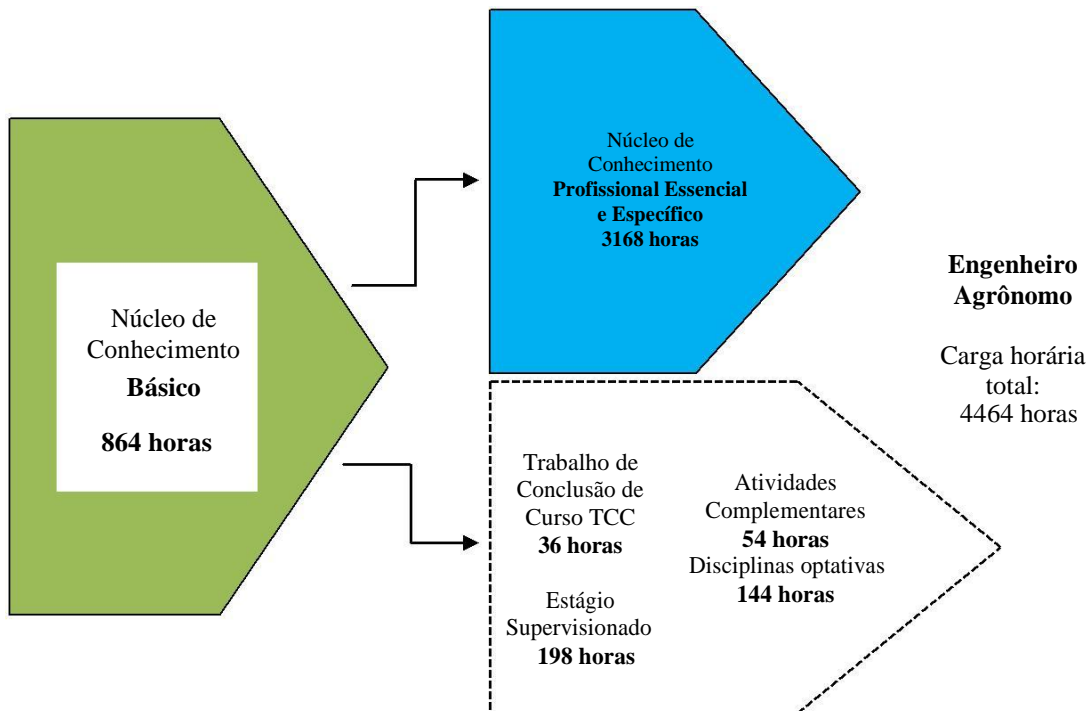 Núcleo de
Conhecimento
Básico
864 horas
Núcleo de
Conhecimento
Profissional Essencial
e Específico
3168 horas
Trabalho de
Conclusão de
Curso TCC
36 horas
Estágio
Supervisionado
198 horas
Atividades
Complementares
54 horas
Disciplinas optativas
144 horas
Engenheiro
Agrônomo
Carga horária
total:
4464 horas